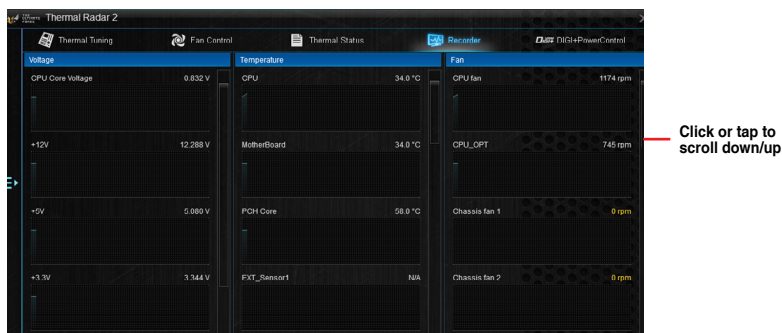 THE ULTIMATE FORCE
Thermal Radar 2
Thermal Tuning
Fan Control
Thermal Status
Recorder
DIGI+PowerControl
Voltage
Temperature
Fan
CPU Core Voltage 0.832 V
CPU 34.0 °C
CPU fan 1174 rpm
+12V 12.288 V
MotherBoard 34.0 °C
CPU_OPT 745 rpm
+5V 5.080 V
PCH Core 58.0 °C
Chassis fan 1 0 rpm
+3.3V 3.344 V
EXT_Sensor1 N/A
Chassis fan 2 0 rpm
Click or tap to
scroll down/up